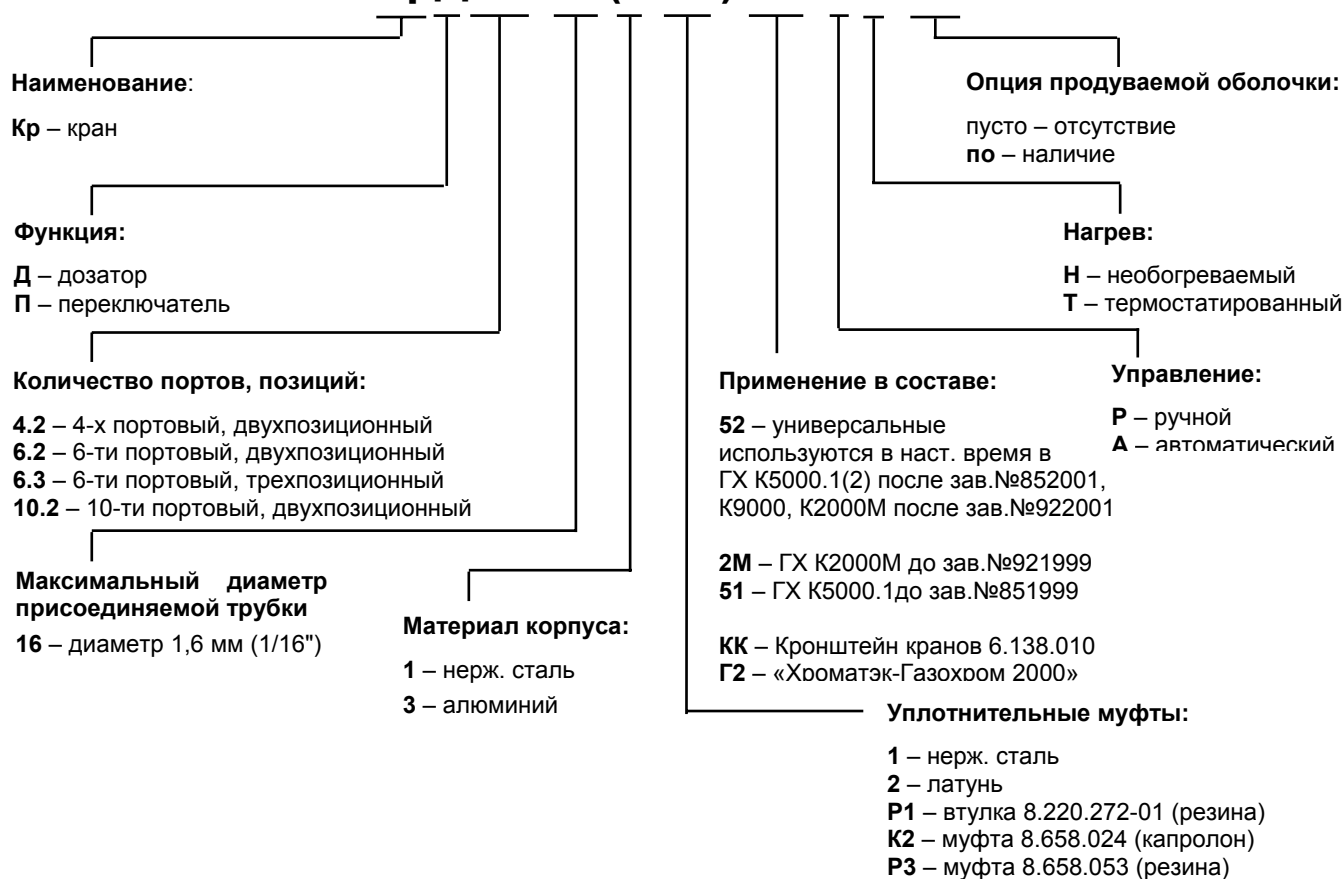 Наименование:
Кр – кран
Опция продуваемой оболочки:
пусто – отсутствие
по – наличие
Функция:
Д – дозатор
П – переключатель
Нагрев:
Н – необогреваемый
Т – термостатированный
Количество портов, позиций:
4.2 – 4-х портовый, двухпозиционный
6.2 – 6-ти портовый, двухпозиционный
6.3 – 6-ти портовый, трехпозиционный
10.2 – 10-ти портовый, двухпозиционный
Применение в составе:
52 – универсальные
используются в наст. время в
ГХ К5000.1(2) после зав.№852001,
К9000, К2000М после зав.№922001
2М – ГХ К2000М до зав.№921999
51 – ГХ К5000.1до зав.№851999
КК – Кронштейн кранов 6.138.010
Г2 – «Хроматэк-Газохром 2000»
Управление:
Р – ручной
А – автоматический
Максимальный диаметр
присоединяемой трубки
16 – диаметр 1,6 мм (1/16")
Материал корпуса:
1 – нерж. сталь
3 – алюминий
Уплотнительные муфты:
1 – нерж. сталь
2 – латунь
Р1 – втулка 8.220.272-01 (резина)
К2 – муфта 8.658.024 (капролон)
Р3 – муфта 8.658.053 (резина)